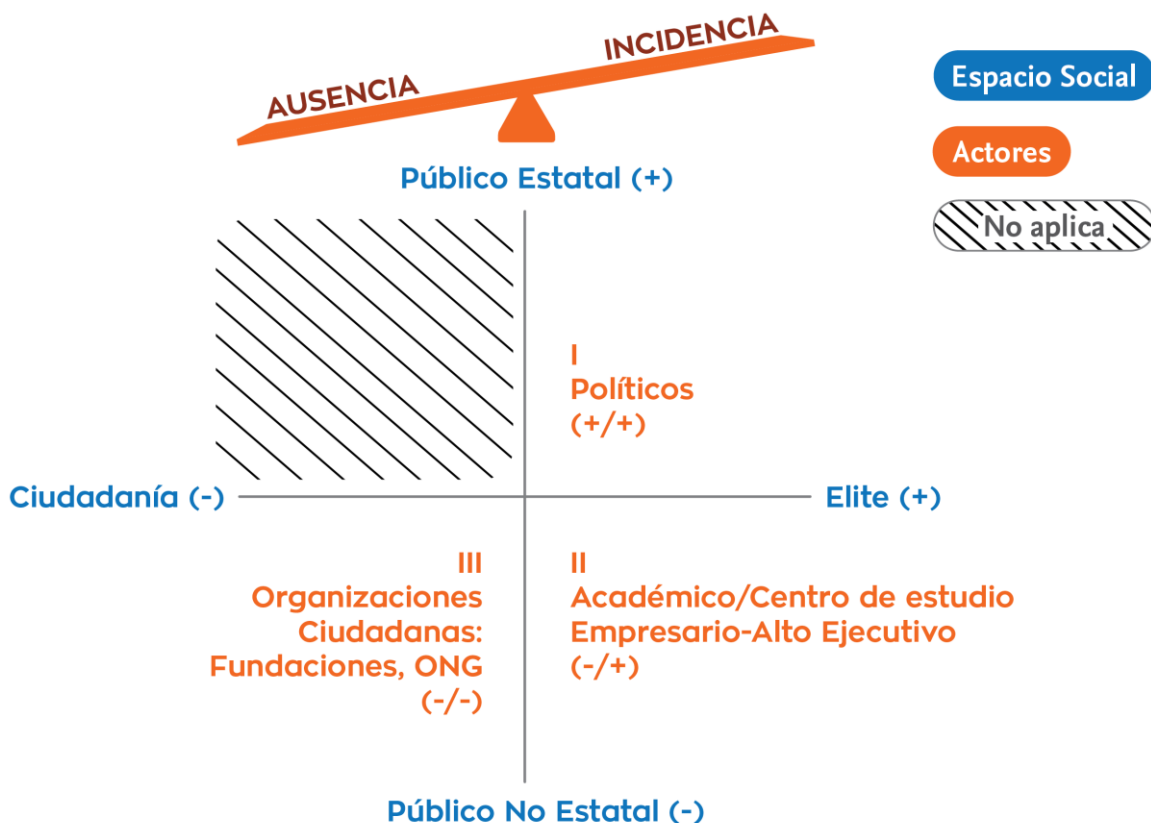 AUSENCIA
INCIDENCIA
Espacio Social
Actores
No aplica
Público Estatal (+)
I
Políticos
(+/+)
Ciudadanía (-)
Elite (+)
III
Organizaciones
Ciudadanas:
Fundaciones, ONG
(-/-)
II
Académico/Centro de estudio
Empresario-Alto Ejecutivo
(-/+)
Público No Estatal (-)